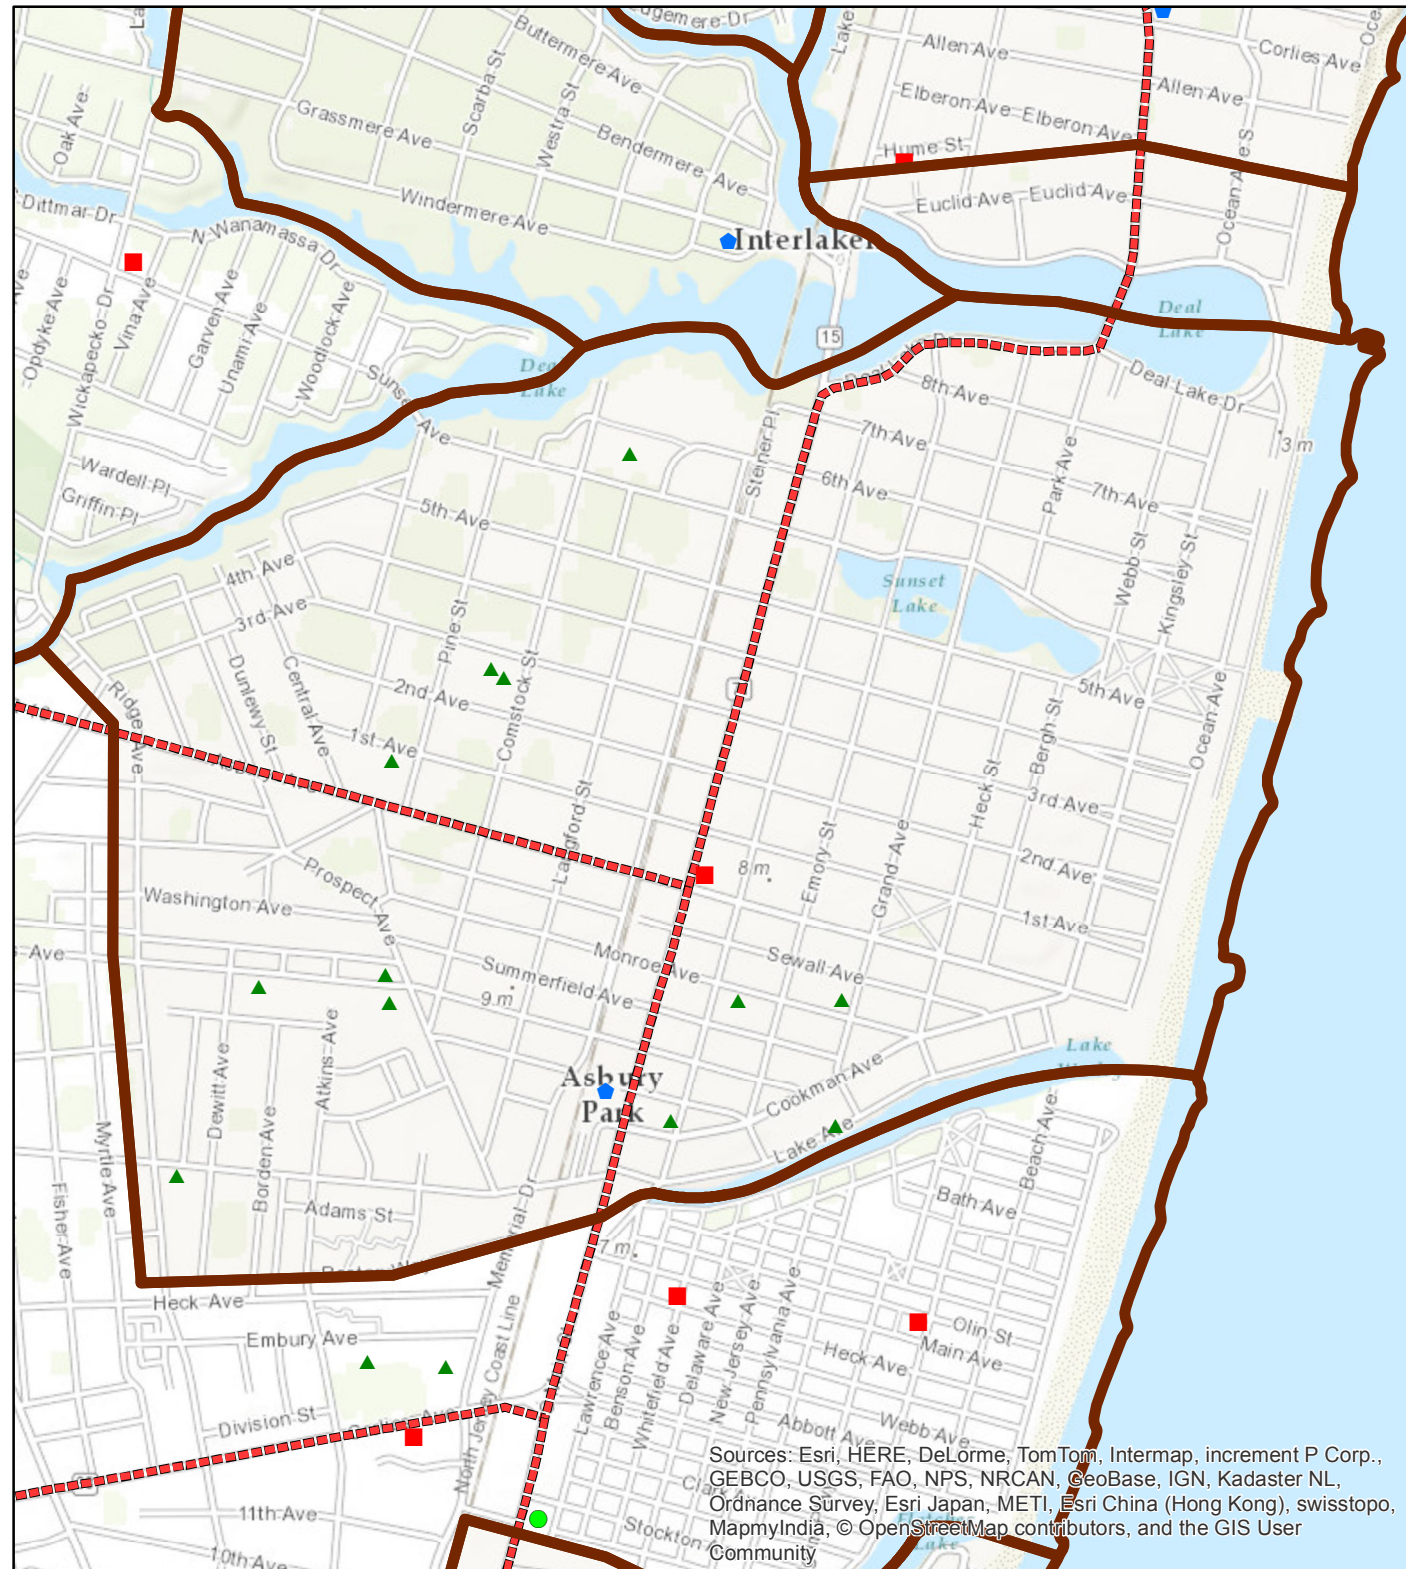 Buttermere Ave
Allen Ave
Corlies Ave
Lake
Oak Ave
Scarba St
Westra St
Grassmere Ave
Bendermere Ave
Allen Ave
Elberon Ave
Elberon Ave
Hume St
Dittmar Dr
Windermere Ave
Euclid Ave
Euclid Ave
Ocean Ave S
N Wanamassa Dr
Interlaken
Opdyke Ave
Wickapecko Dr
Vina Ave
Garven Ave
Unami Ave
Woodlock Ave
Deal
Lake
15
Sunset Ave
Deal
Lake
Deal Lake Dr
8th Ave
Deal Lake Dr
Steiner Pl
7th Ave
3 m
Wardell Pl
Griffin Pl
5th Ave
6th Ave
Park Ave
7th Ave
4th Ave
Sunset
Lake
Webb St
Kingsley St
3rd Ave
Pine St
Dunlewy St
Central Ave
Comstock St
2nd Ave
5th Ave
Ridge Ave
1st Ave
Bergh St
Ocean Ave
Langford St
Heck St
3rd Ave
Emory St
Grand Ave
8 m
2nd Ave
Prospect Ave
Washington Ave
1st Ave
s Ave
Monroe Ave
Sewall Ave
Summerfield Ave
9 m
Dewitt Ave
Atkins Ave
Lake
Asbury
Park
Cookman Ave
Myrtle Ave
Borden Ave
Lake Ave
Beach Ave
Fisher Ave
Adams St
Memorial Dr
Bath Ave
7 m
Heck Ave
Embury Ave
North Jersey Coast Line
Lawrence Ave
Benson Ave
Whitefield Ave
Delaware Ave
New Jersey Ave
Pennsylvania Ave
Olin St
Main Ave
Heck Ave
Division St
Corlies Ave
Abbott Ave
Webb Ave
11th Ave
Stockton
10th Ave
Fletcher
Lake
Sources: Esri, HERE, DeLorme, TomTom, Intermap, increment P Corp.,
GEBCO, USGS, FAO, NPS, NRCAN, GeoBase, IGN, Kadaster NL,
Ordnance Survey, Esri Japan, METI, Esri China (Hong Kong), swisstopo,
MapmyIndia, © OpenStreetMap contributors, and the GIS User
Community